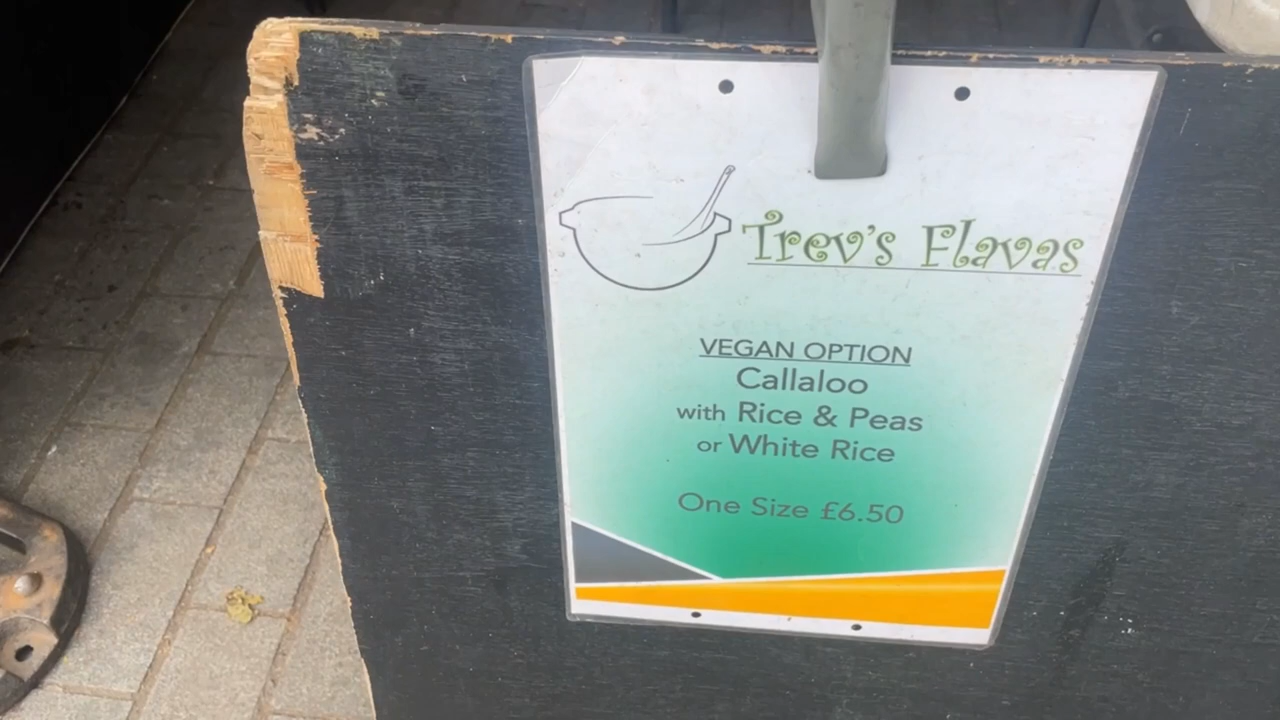 Trev's Flavas
VEGAN OPTION
Callaloo
with Rice & Peas
or White Rice
One Size £6.50